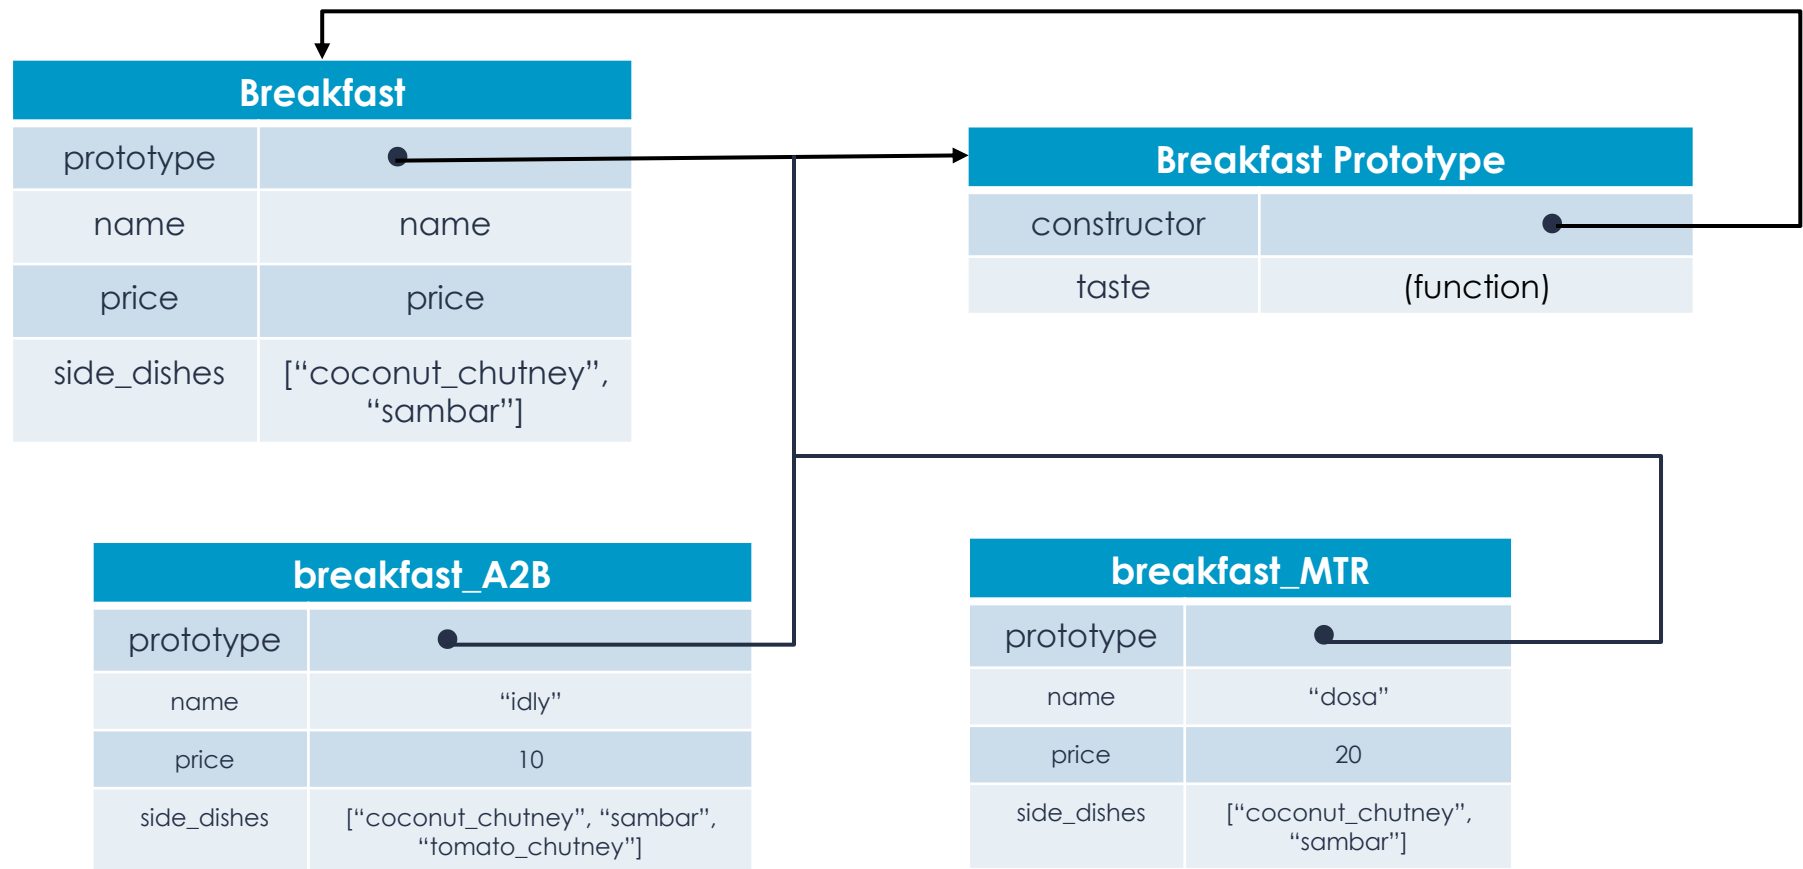 Breakfast
prototype
name name
price price
side_dishes [“coconut_chutney”,
“sambar”]
Breakfast Prototype
constructor
taste (function)
breakfast_A2B
prototype
name “idly”
price 10
side_dishes [“coconut_chutney”, “sambar”,
“tomato_chutney”]
breakfast_MTR
prototype
name “dosa”
price 20
side_dishes [“coconut_chutney”,
“sambar”]